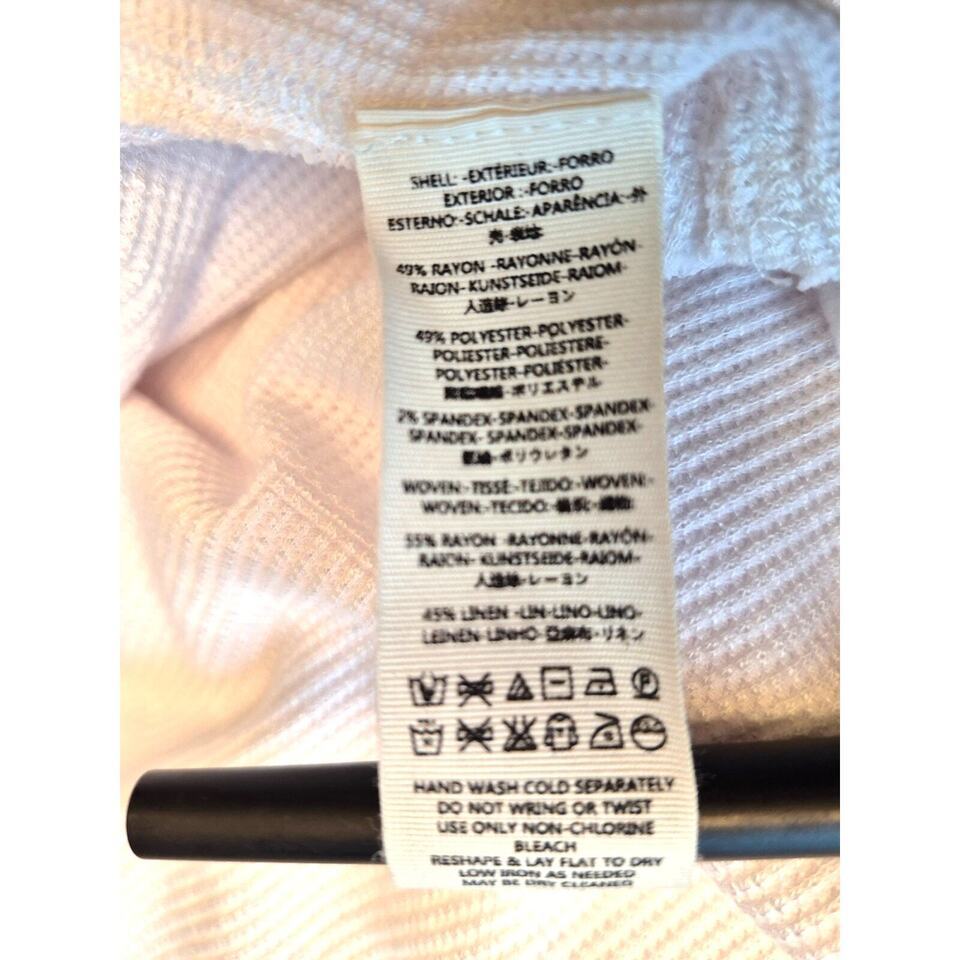 SHELL: -EXTÉRIEUR:-FORRO
EXTERIOR :-FORRO
ESTERNO:-SCHALE:-APARÊNCIA:-外
売-表地
49% RAYON -RAYONNE-RAYÓN-
RAION- KUNSTSEIDE-RAIOM-
人造絲-レーヨン
49% POLYESTER-POLYESTER-
POLIESTER-POLIESTERE-
POLYESTER-POLIÉSTER-
-ポリエステル
2% SPANDEX-SPANDEX-SPANDEX-
SPANDEX- SPANDEX-SPANDEX-
-ポリウレタン
WOVEN:-TISSÉ:-TEJIDO:-WOVEN:-
WOVEN:-TECIDO:-
55% RAYON -RAYONNE-RAYÓN-
RAION- KUNSTSEIDE-RAIOM-
人造絲-レーヨン
45% LINEN -LIN-LINO-LINO-
LEINEN-LINHO-亞麻布-リネン
HAND WASH COLD SEPARATELY
DO NOT WRING OR TWIST
USE ONLY NON-CHLORINE
BLEACH
RESHAPE & LAY FLAT TO DRY
LOW IRON AS NEEDED
MAY BE DRY CLEANED